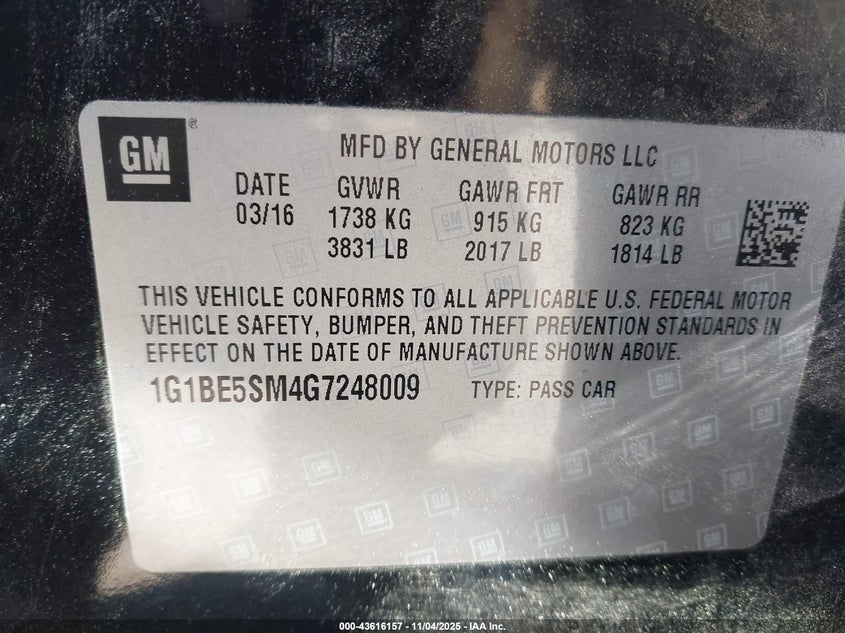 GM ®
MFD BY GENERAL MOTORS LLC
DATE GVWR GAWR FRT GAWR RR
03/16 1738 KG 915 KG 823 KG
3831 LB 2017 LB 1814 LB
THIS VEHICLE CONFORMS TO ALL APPLICABLE U.S. FEDERAL MOTOR
VEHICLE SAFETY, BUMPER, AND THEFT PREVENTION STANDARDS IN
EFFECT ON THE DATE OF MANUFACTURE SHOWN ABOVE.
1G1BE5SM4G7248009 TYPE: PASS CAR
000-43616157 - 11/04/2025 - IAA Inc.